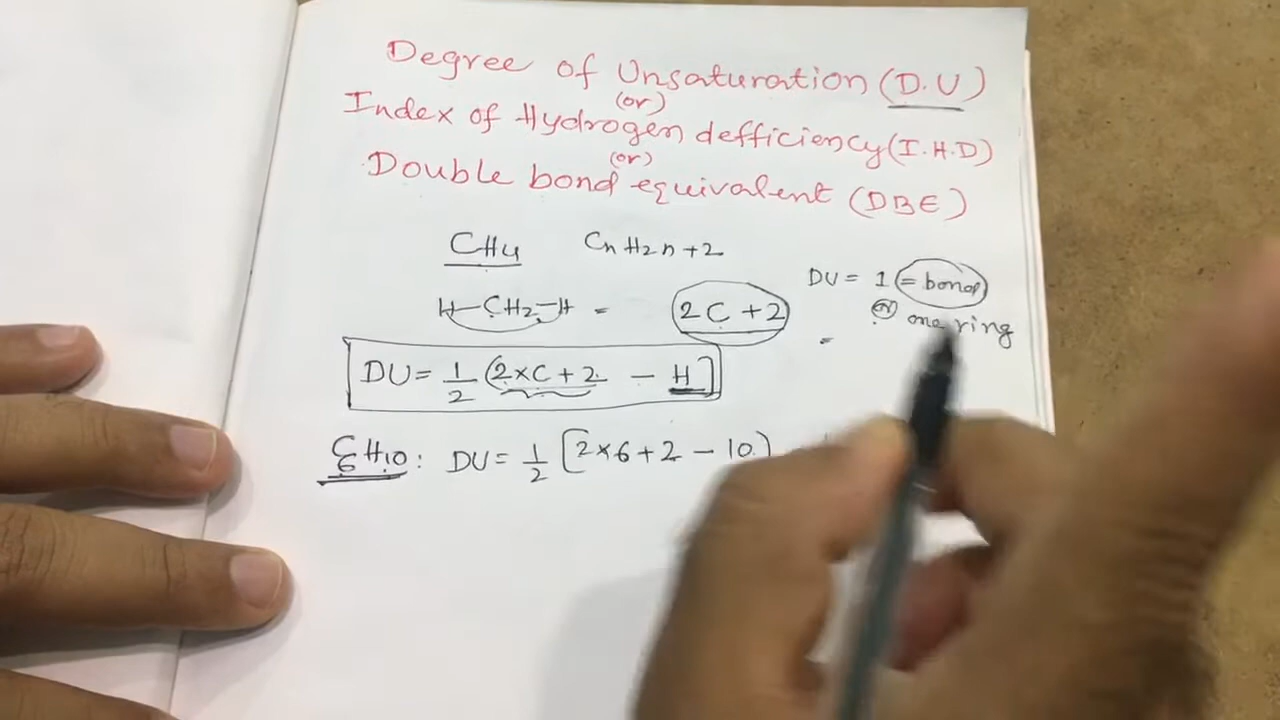 Degree of Unsaturation (D.U)
(or)
Index of Hydrogen defficiency (I.H.D)
(or)
Double bond equivalent (DBE)
CH4 CnH2n+2
DU = 1 (= bond)
(or) one ring
H-CH2-H = 2C+2 =
DU = 1/2 (2×C+2 - H]
C6H10 : DU = 1/2 [2×6+2-10)